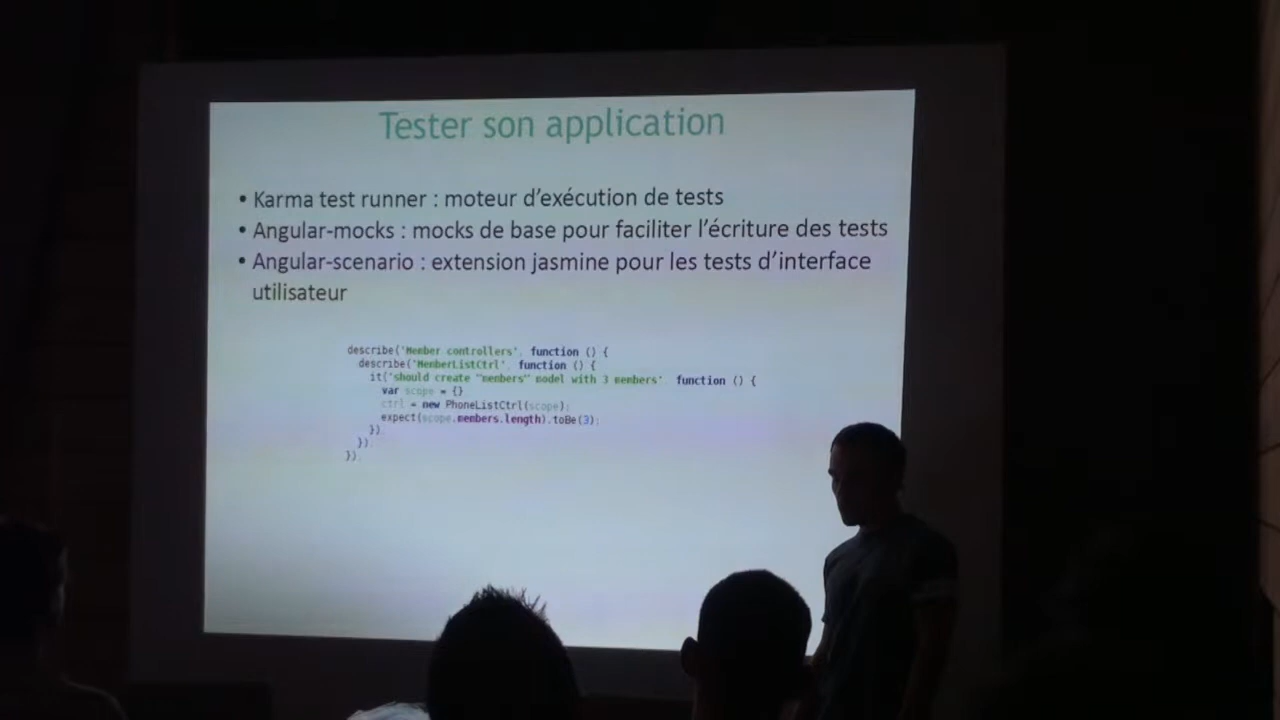 Tester son application
• Karma test runner : moteur d'exécution de tests
• Angular-mocks : mocks de base pour faciliter l'écriture des tests
• Angular-scenario : extension jasmine pour les tests d'interface
utilisateur
describe('Member controllers', function () {
describe('MemberListCtrl', function () {
it('should create "members" model with 3 members', function () {
var scope = {}
ctrl = new PhoneListCtrl(scope);
expect(scope.members.length).toBe(3);
});
});
});